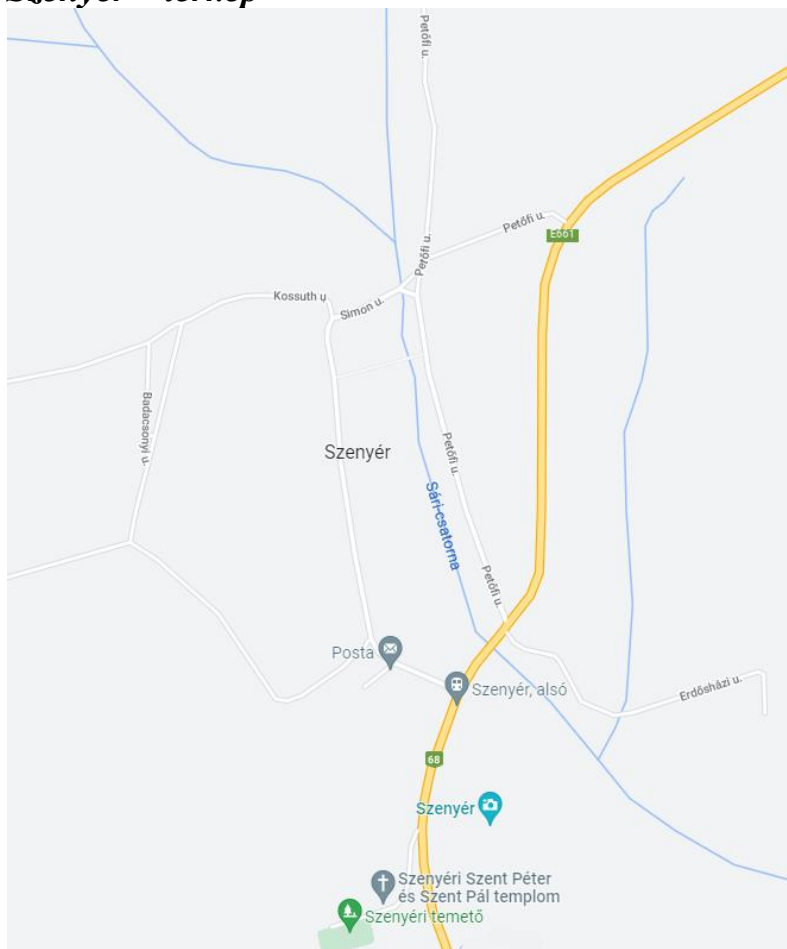 Petőfi u.
Petőfi u.
E661
Petőfi u.
Kossuth u
Simon u.
Badacsonyi u.
Szenyér
Petőfi u.
Sári-csatorna
Petőfi u.
Posta
Szenyér, alsó
Erdősházi u.
68
Szenyér
Szenyéri Szent Péter
és Szent Pál templom
Szenyéri temető